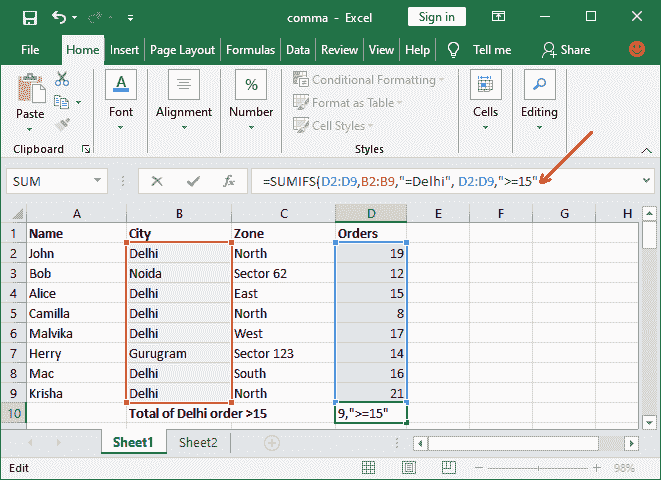 comma - Excel
Sign in
File Home Insert Page Layout Formulas Data Review View Help Tell me Share
Paste
Clipboard
Font
Alignment
Number
%
Conditional Formatting
Format as Table
Cell Styles
Styles
Cells
Editing
SUM fx =SUMIFS(D2:D9,B2:B9,"=Delhi", D2:D9,">=15"
A B C D E F G H
1 Name City Zone Orders
2 John Delhi North 19
3 Bob Noida Sector 62 12
4 Alice Delhi East 15
5 Camilla Delhi North 8
6 Malvika Delhi West 17
7 Herry Gurugram Sector 123 14
8 Mac Delhi South 16
9 Krisha Delhi North 21
10 Total of Delhi order >15 9,">=15"
Sheet1 Sheet2
Edit 98%